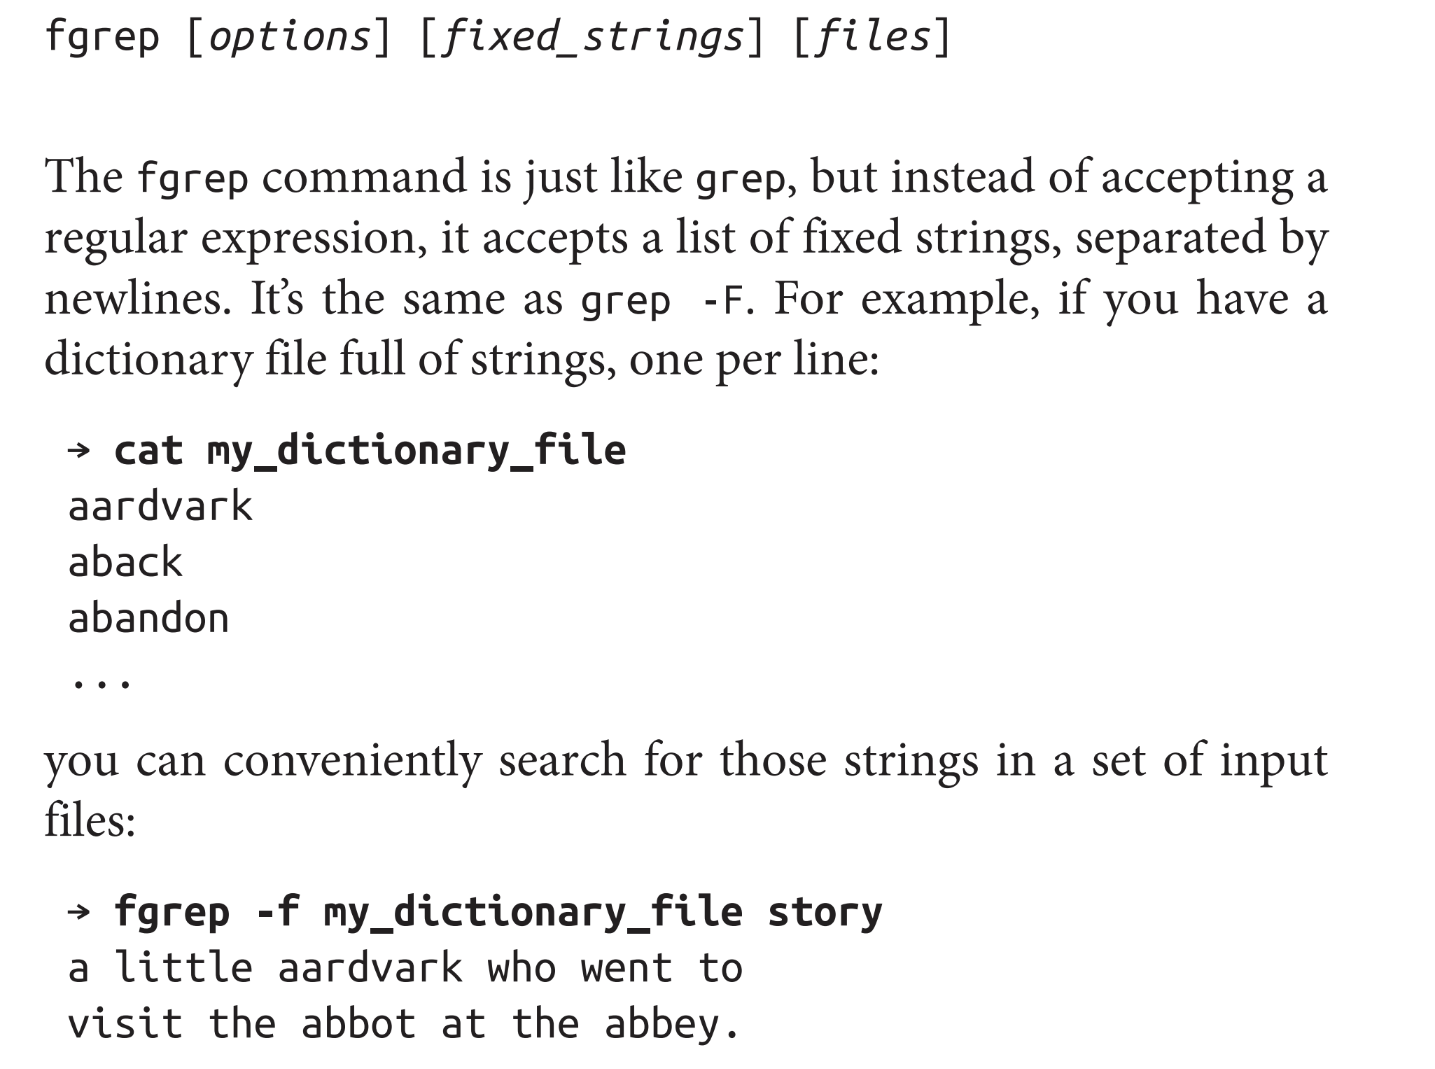 fgrep [options] [fixed_strings] [files]
The fgrep command is just like grep, but instead of accepting a
regular expression, it accepts a list of fixed strings, separated by
newlines. It’s the same as grep -F. For example, if you have a
dictionary file full of strings, one per line:
→ cat my_dictionary_file
aardvark
aback
abandon
...
you can conveniently search for those strings in a set of input
files:
→ fgrep -f my_dictionary_file story
a little aardvark who went to
visit the abbot at the abbey.